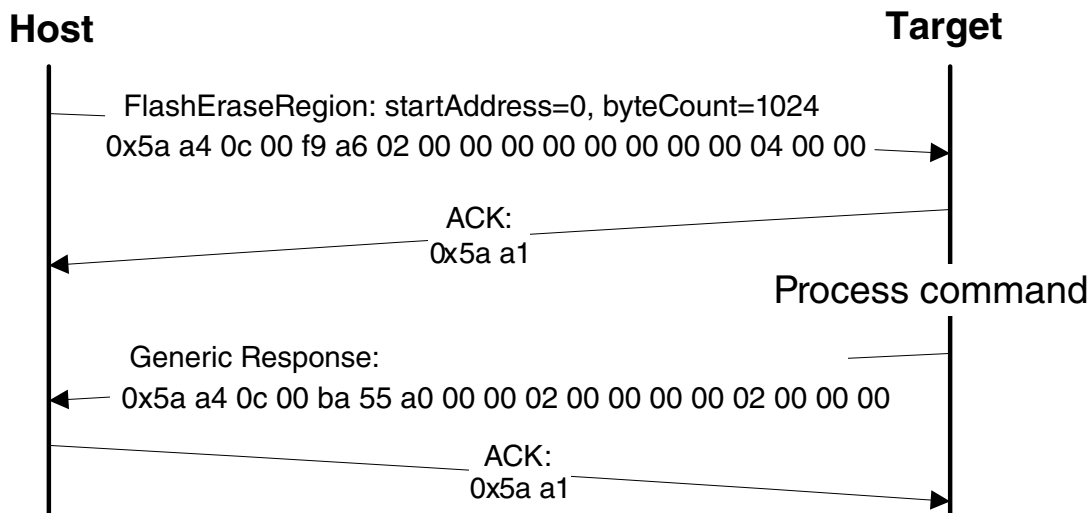 Host
Target
FlashEraseRegion: startAddress=0, byteCount=1024
0x5a a4 0c 00 f9 a6 02 00 00 00 00 00 00 00 00 04 00 00
ACK:
0x5a a1
Process command
Generic Response:
0x5a a4 0c 00 ba 55 a0 00 00 02 00 00 00 00 02 00 00 00
ACK:
0x5a a1